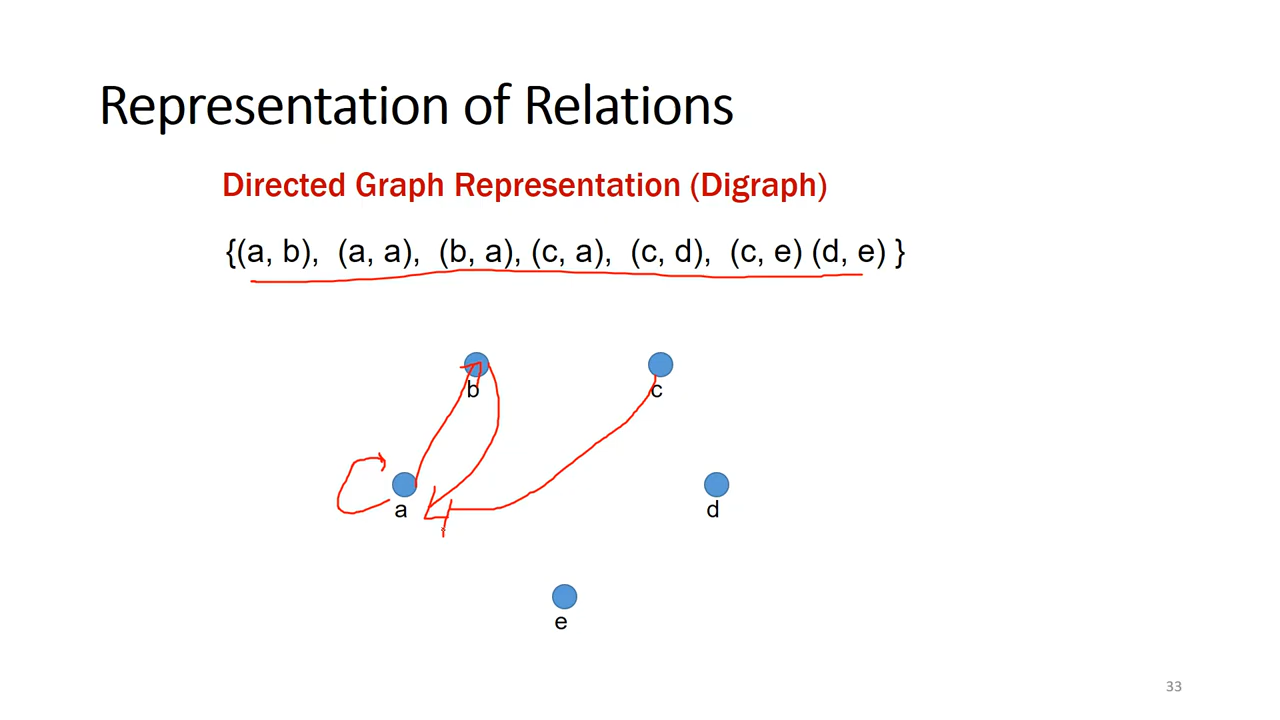 Representation of Relations
Directed Graph Representation (Digraph)
{(a, b), (a, a), (b, a), (c, a), (c, d), (c, e) (d, e) }
b
c
a
d
e
33